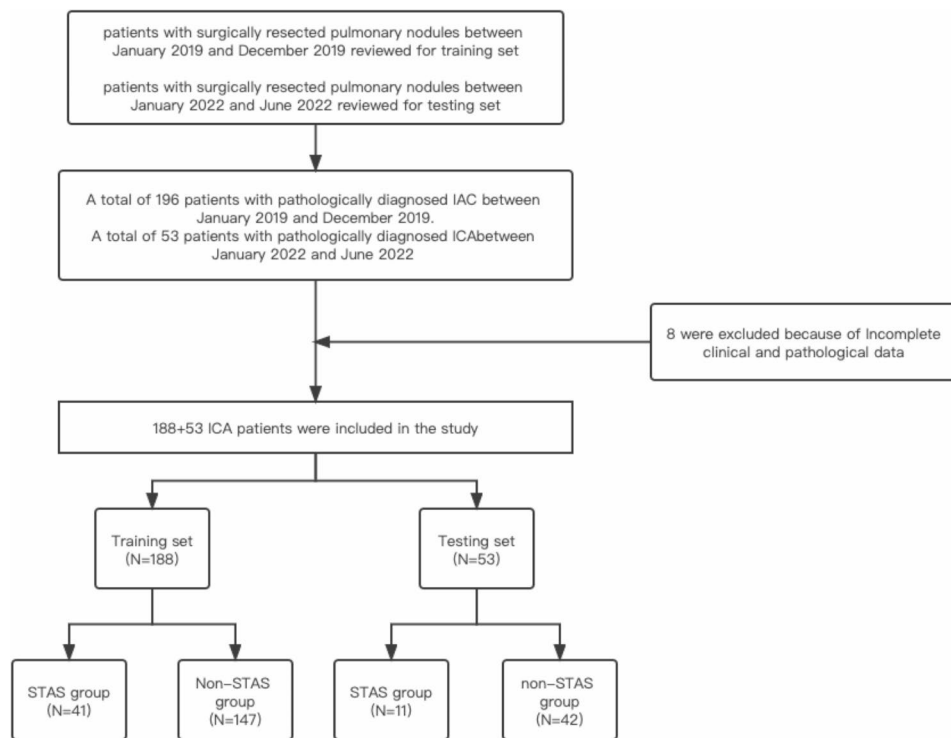 patients with surgically resected pulmonary nodules between
January 2019 and December 2019 reviewed for training set
patients with surgically resected pulmonary nodules between
January 2022 and June 2022 reviewed for testing set
A total of 196 patients with pathologically diagnosed IAC between
January 2019 and December 2019.
A total of 53 patients with pathologically diagnosed ICAbetween
January 2022 and June 2022
8 were excluded because of Incomplete
clinical and pathological data
188+53 ICA patients were included in the study
Training set
(N=188)
Testing set
(N=53)
STAS group
(N=41)
Non-STAS
group
(N=147)
STAS group
(N=11)
non-STAS
group
(N=42)